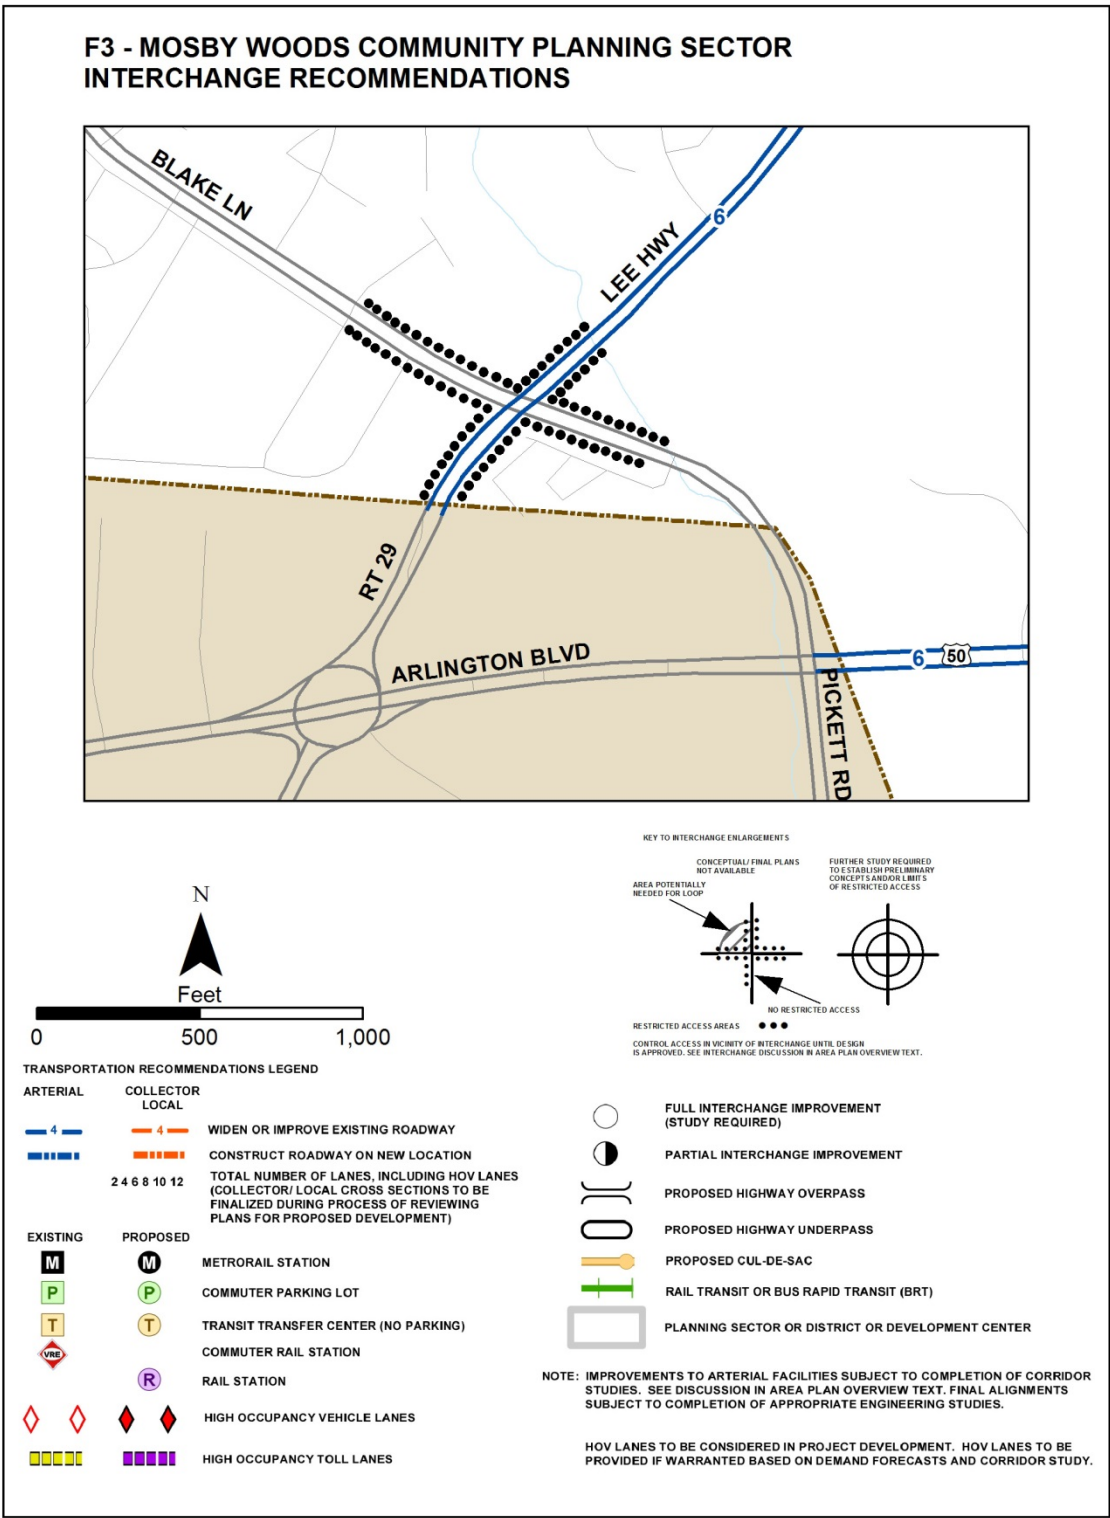 F3 - MOSBY WOODS COMMUNITY PLANNING SECTOR
INTERCHANGE RECOMMENDATIONS
BLAKE LN
LEE HWY
6
RT 29
ARLINGTON BLVD
6
50
PICKETT RD
KEY TO INTERCHANGE ENLARGEMENTS
CONCEPTUAL/ FINAL PLANS
NOT AVAILABLE
FURTHER STUDY REQUIRED
TO ESTABLISH PRELIMINARY
CONCEPTS AND/OR LIMITS
OF RESTRICTED ACCESS
AREA POTENTIALLY
NEEDED FOR LOOP
NO RESTRICTED ACCESS
RESTRICTED ACCESS AREAS
CONTROL ACCESS IN VICINITY OF INTERCHANGE UNTIL DESIGN
IS APPROVED. SEE INTERCHANGE DISCUSSION IN AREA PLAN OVERVIEW TEXT.
N
Feet
0 500 1,000
TRANSPORTATION RECOMMENDATIONS LEGEND
ARTERIAL
COLLECTOR
LOCAL
4 4 WIDEN OR IMPROVE EXISTING ROADWAY
CONSTRUCT ROADWAY ON NEW LOCATION
2 4 6 8 10 12
TOTAL NUMBER OF LANES, INCLUDING HOV LANES
(COLLECTOR/ LOCAL CROSS SECTIONS TO BE
FINALIZED DURING PROCESS OF REVIEWING
PLANS FOR PROPOSED DEVELOPMENT)
EXISTING PROPOSED
M M METRORAIL STATION
P P COMMUTER PARKING LOT
T T TRANSIT TRANSFER CENTER (NO PARKING)
VRE COMMUTER RAIL STATION
R RAIL STATION
HIGH OCCUPANCY VEHICLE LANES
HIGH OCCUPANCY TOLL LANES
FULL INTERCHANGE IMPROVEMENT
(STUDY REQUIRED)
PARTIAL INTERCHANGE IMPROVEMENT
PROPOSED HIGHWAY OVERPASS
PROPOSED HIGHWAY UNDERPASS
PROPOSED CUL-DE-SAC
RAIL TRANSIT OR BUS RAPID TRANSIT (BRT)
PLANNING SECTOR OR DISTRICT OR DEVELOPMENT CENTER
NOTE: IMPROVEMENTS TO ARTERIAL FACILITIES SUBJECT TO COMPLETION OF CORRIDOR
STUDIES. SEE DISCUSSION IN AREA PLAN OVERVIEW TEXT. FINAL ALIGNMENTS
SUBJECT TO COMPLETION OF APPROPRIATE ENGINEERING STUDIES.
HOV LANES TO BE CONSIDERED IN PROJECT DEVELOPMENT. HOV LANES TO BE
PROVIDED IF WARRANTED BASED ON DEMAND FORECASTS AND CORRIDOR STUDY.